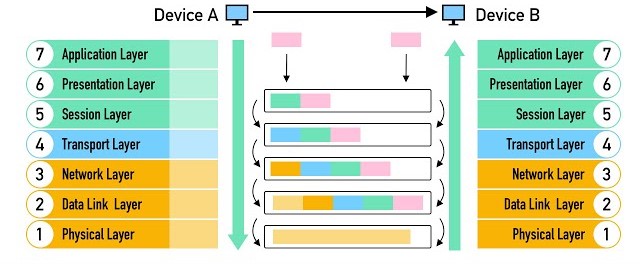 Device A
Device B
7 Application Layer
6 Presentation Layer
5 Session Layer
4 Transport Layer
3 Network Layer
2 Data Link Layer
1 Physical Layer
Application Layer 7
Presentation Layer 6
Session Layer 5
Transport Layer 4
Network Layer 3
Data Link Layer 2
Physical Layer 1